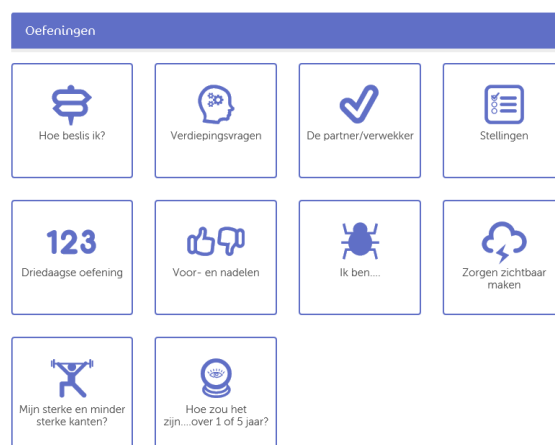 Oefeningen
Hoe beslis ik?
Verdiepingsvragen
De partner/verwekker
Stellingen
123
Driedaagse oefening
Voor- en nadelen
Ik ben....
Zorgen zichtbaar
maken
Mijn sterke en minder
sterke kanten?
Hoe zou het
zijn....over 1 of 5 jaar?